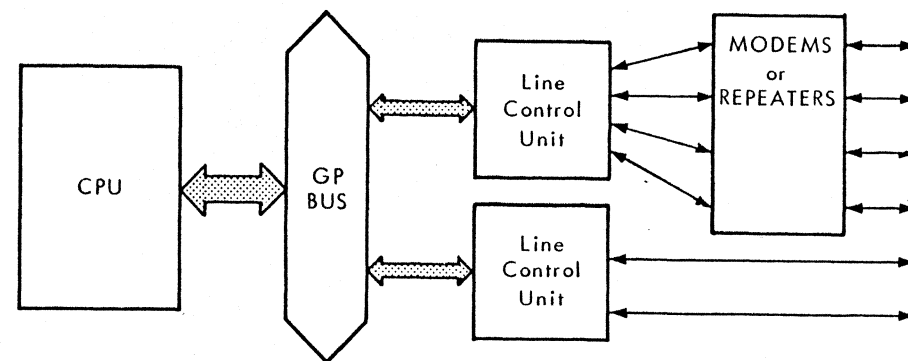 CPU
GP
BUS
Line
Control
Unit
MODEMS
or
REPEATERS
Line
Control
Unit